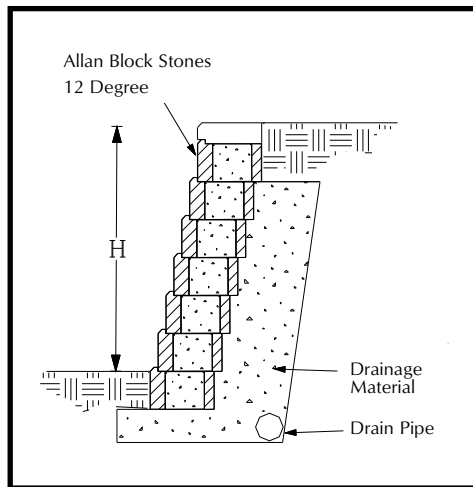 Allan Block Stones
12 Degree
H
Drainage
Material
Drain Pipe